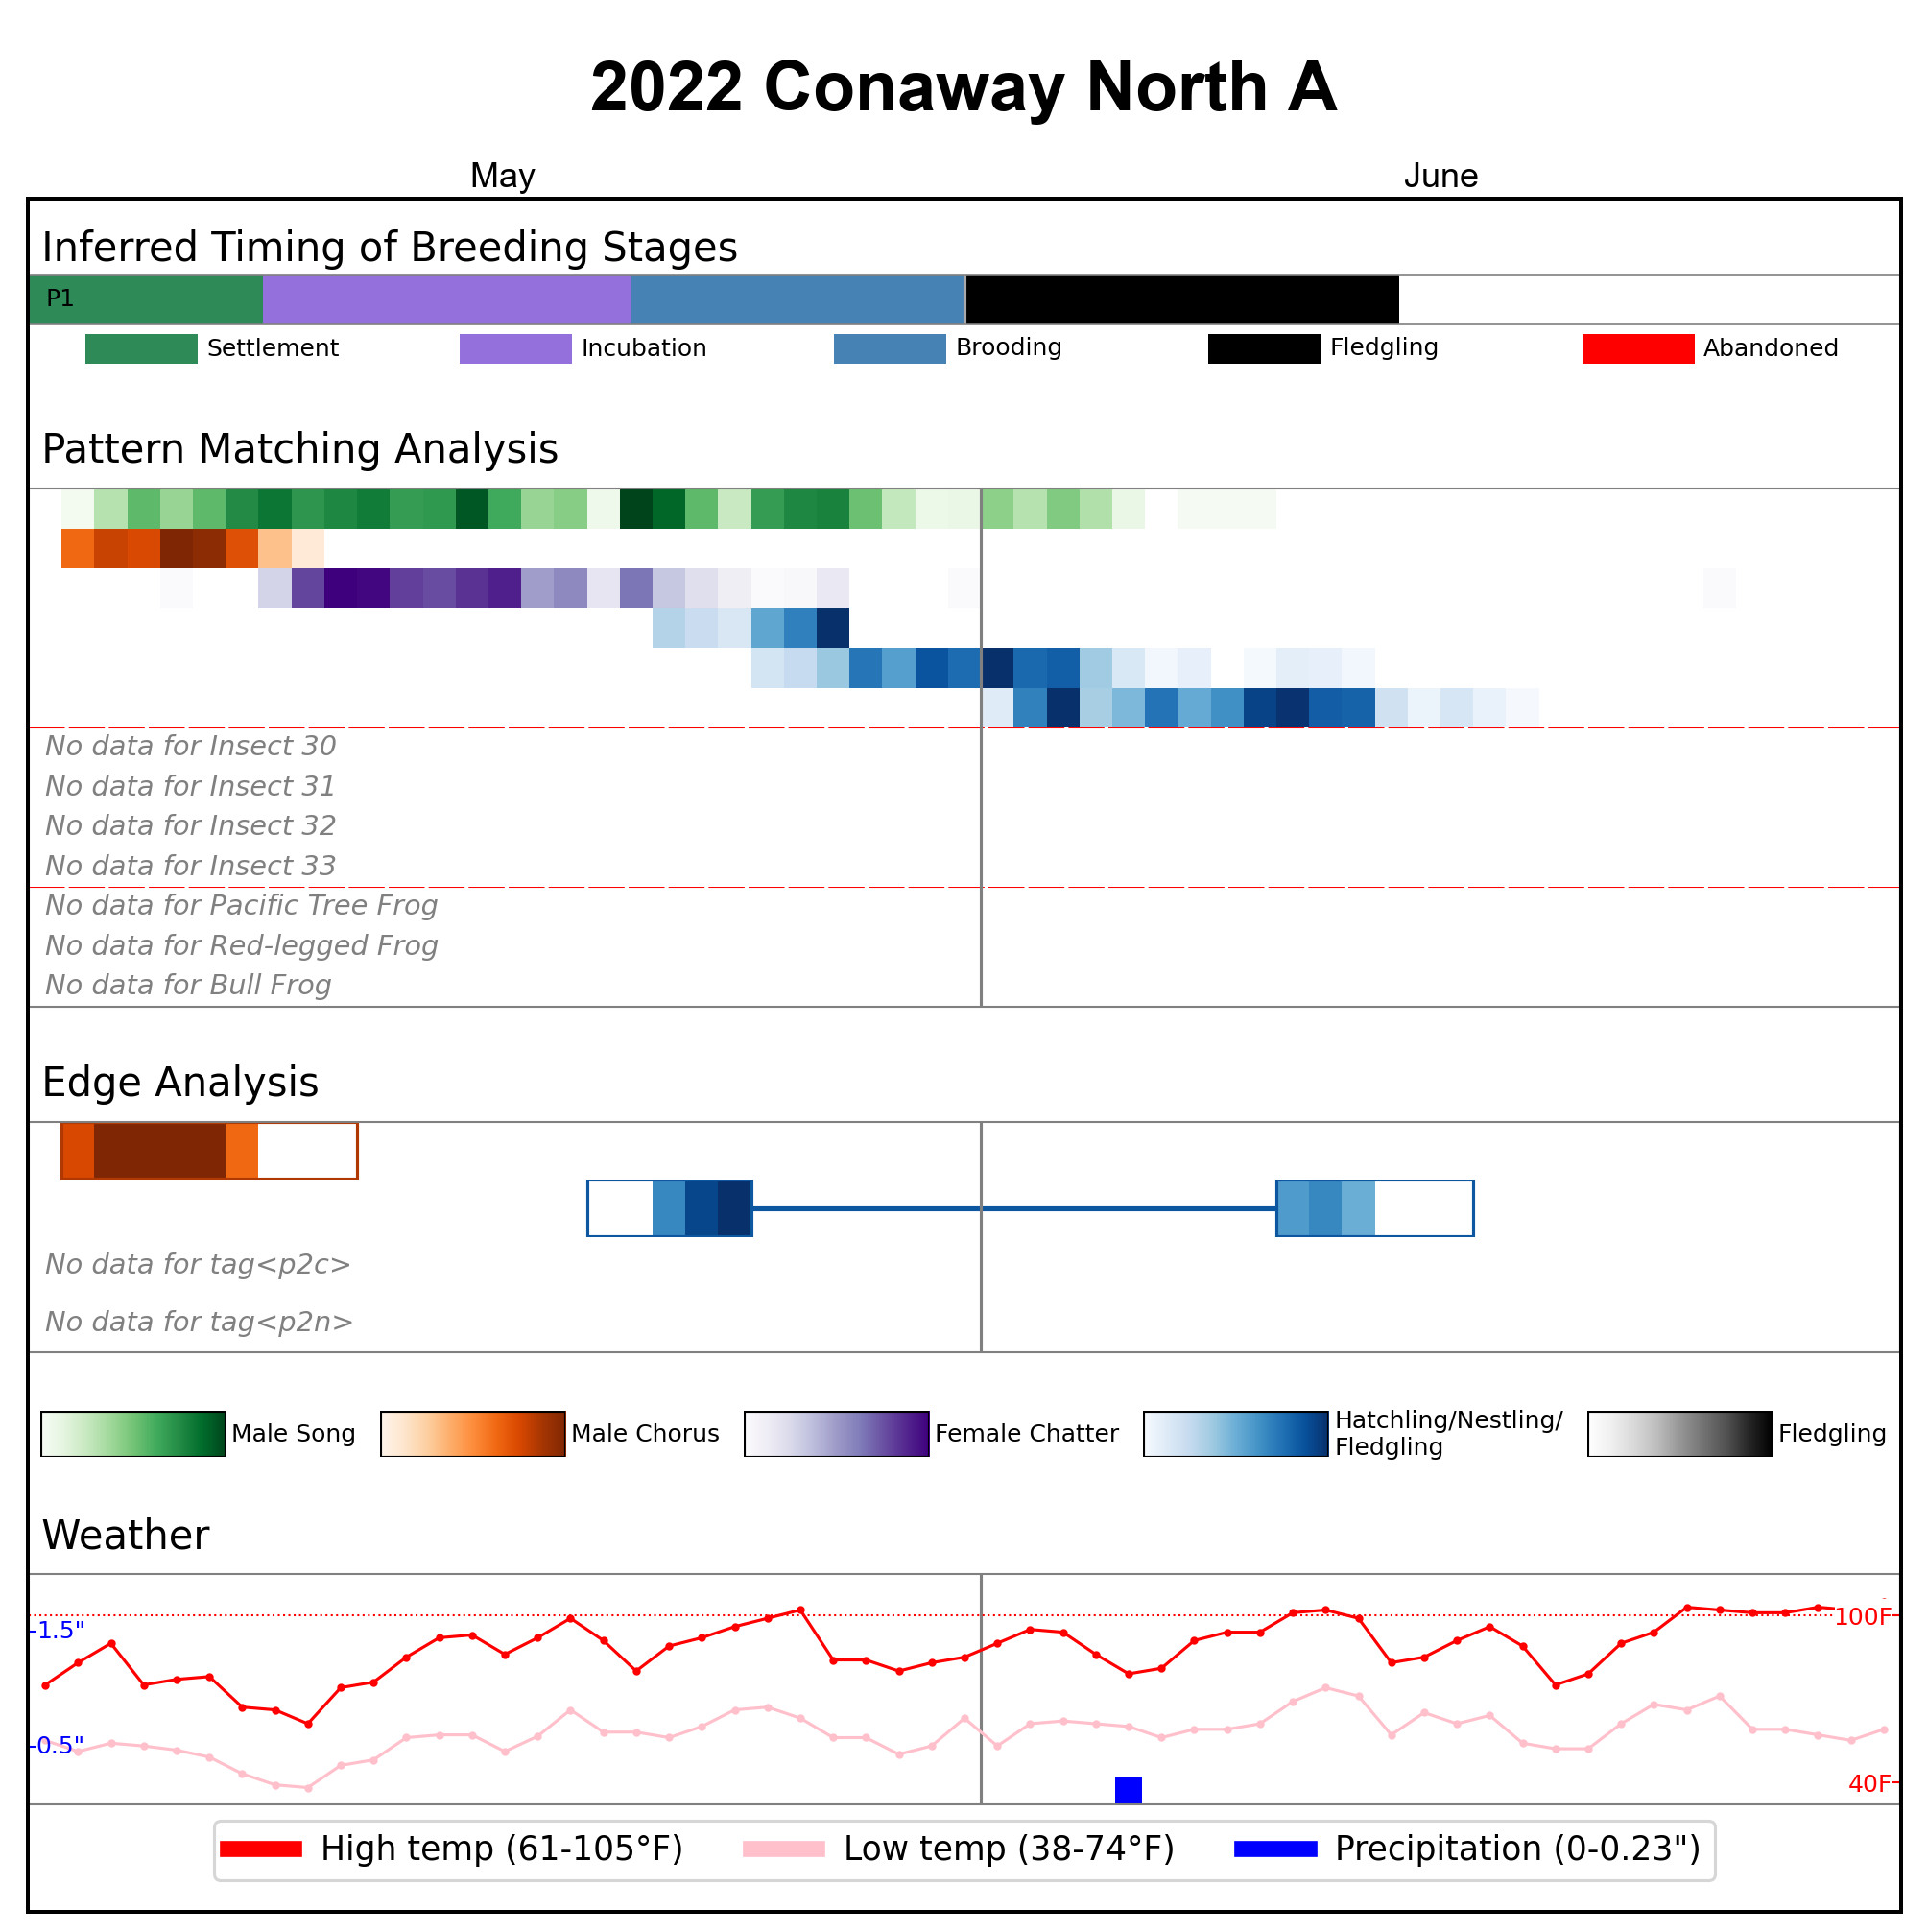 2022 Conaway North A
May June
Inferred Timing of Breeding Stages
P1
Settlement Incubation Brooding Fledgling Abandoned
Pattern Matching Analysis
No data for Insect 30
No data for Insect 31
No data for Insect 32
No data for Insect 33
No data for Pacific Tree Frog
No data for Red-legged Frog
No data for Bull Frog
Edge Analysis
No data for tag<p2c>
No data for tag<p2n>
Male Song Male Chorus Female Chatter Hatchling/Nestling/
Fledgling Fledgling
Weather
100F
1.5"
0.5"
40F
High temp (61-105°F) Low temp (38-74°F) Precipitation (0-0.23")